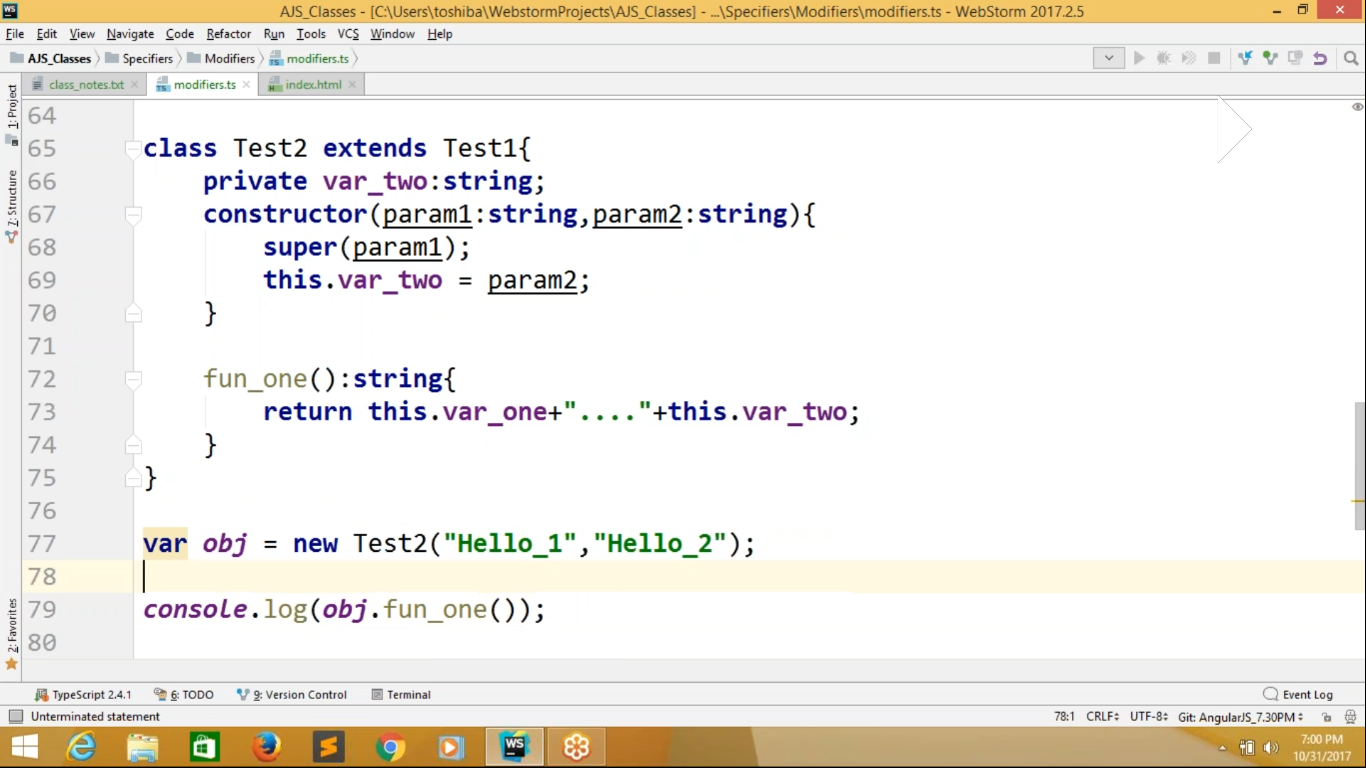 WS AJS_Classes - [C:\Users\toshiba\WebstormProjects\AJS_Classes] - ...\Specifiers\Modifiers\modifiers.ts - WebStorm 2017.2.5
File Edit View Navigate Code Refactor Run Tools VCS Window Help
AJS_Classes Specifiers Modifiers modifiers.ts
class_notes.txt modifiers.ts index.html
1: Project
7: Structure
2: Favorites
64
65 class Test2 extends Test1{
66 private var_two:string;
67 constructor(param1:string,param2:string){
68 super(param1);
69 this.var_two = param2;
70 }
71
72 fun_one():string{
73 return this.var_one+"...."+this.var_two;
74 }
75 }
76
77 var obj = new Test2("Hello_1","Hello_2");
78
79 console.log(obj.fun_one());
80
TypeScript 2.4.1 6: TODO 9: Version Control Terminal Event Log
Unterminated statement 78:1 CRLF UTF-8 Git: AngularJS_7.30PM
WS 7:00 PM
10/31/2017